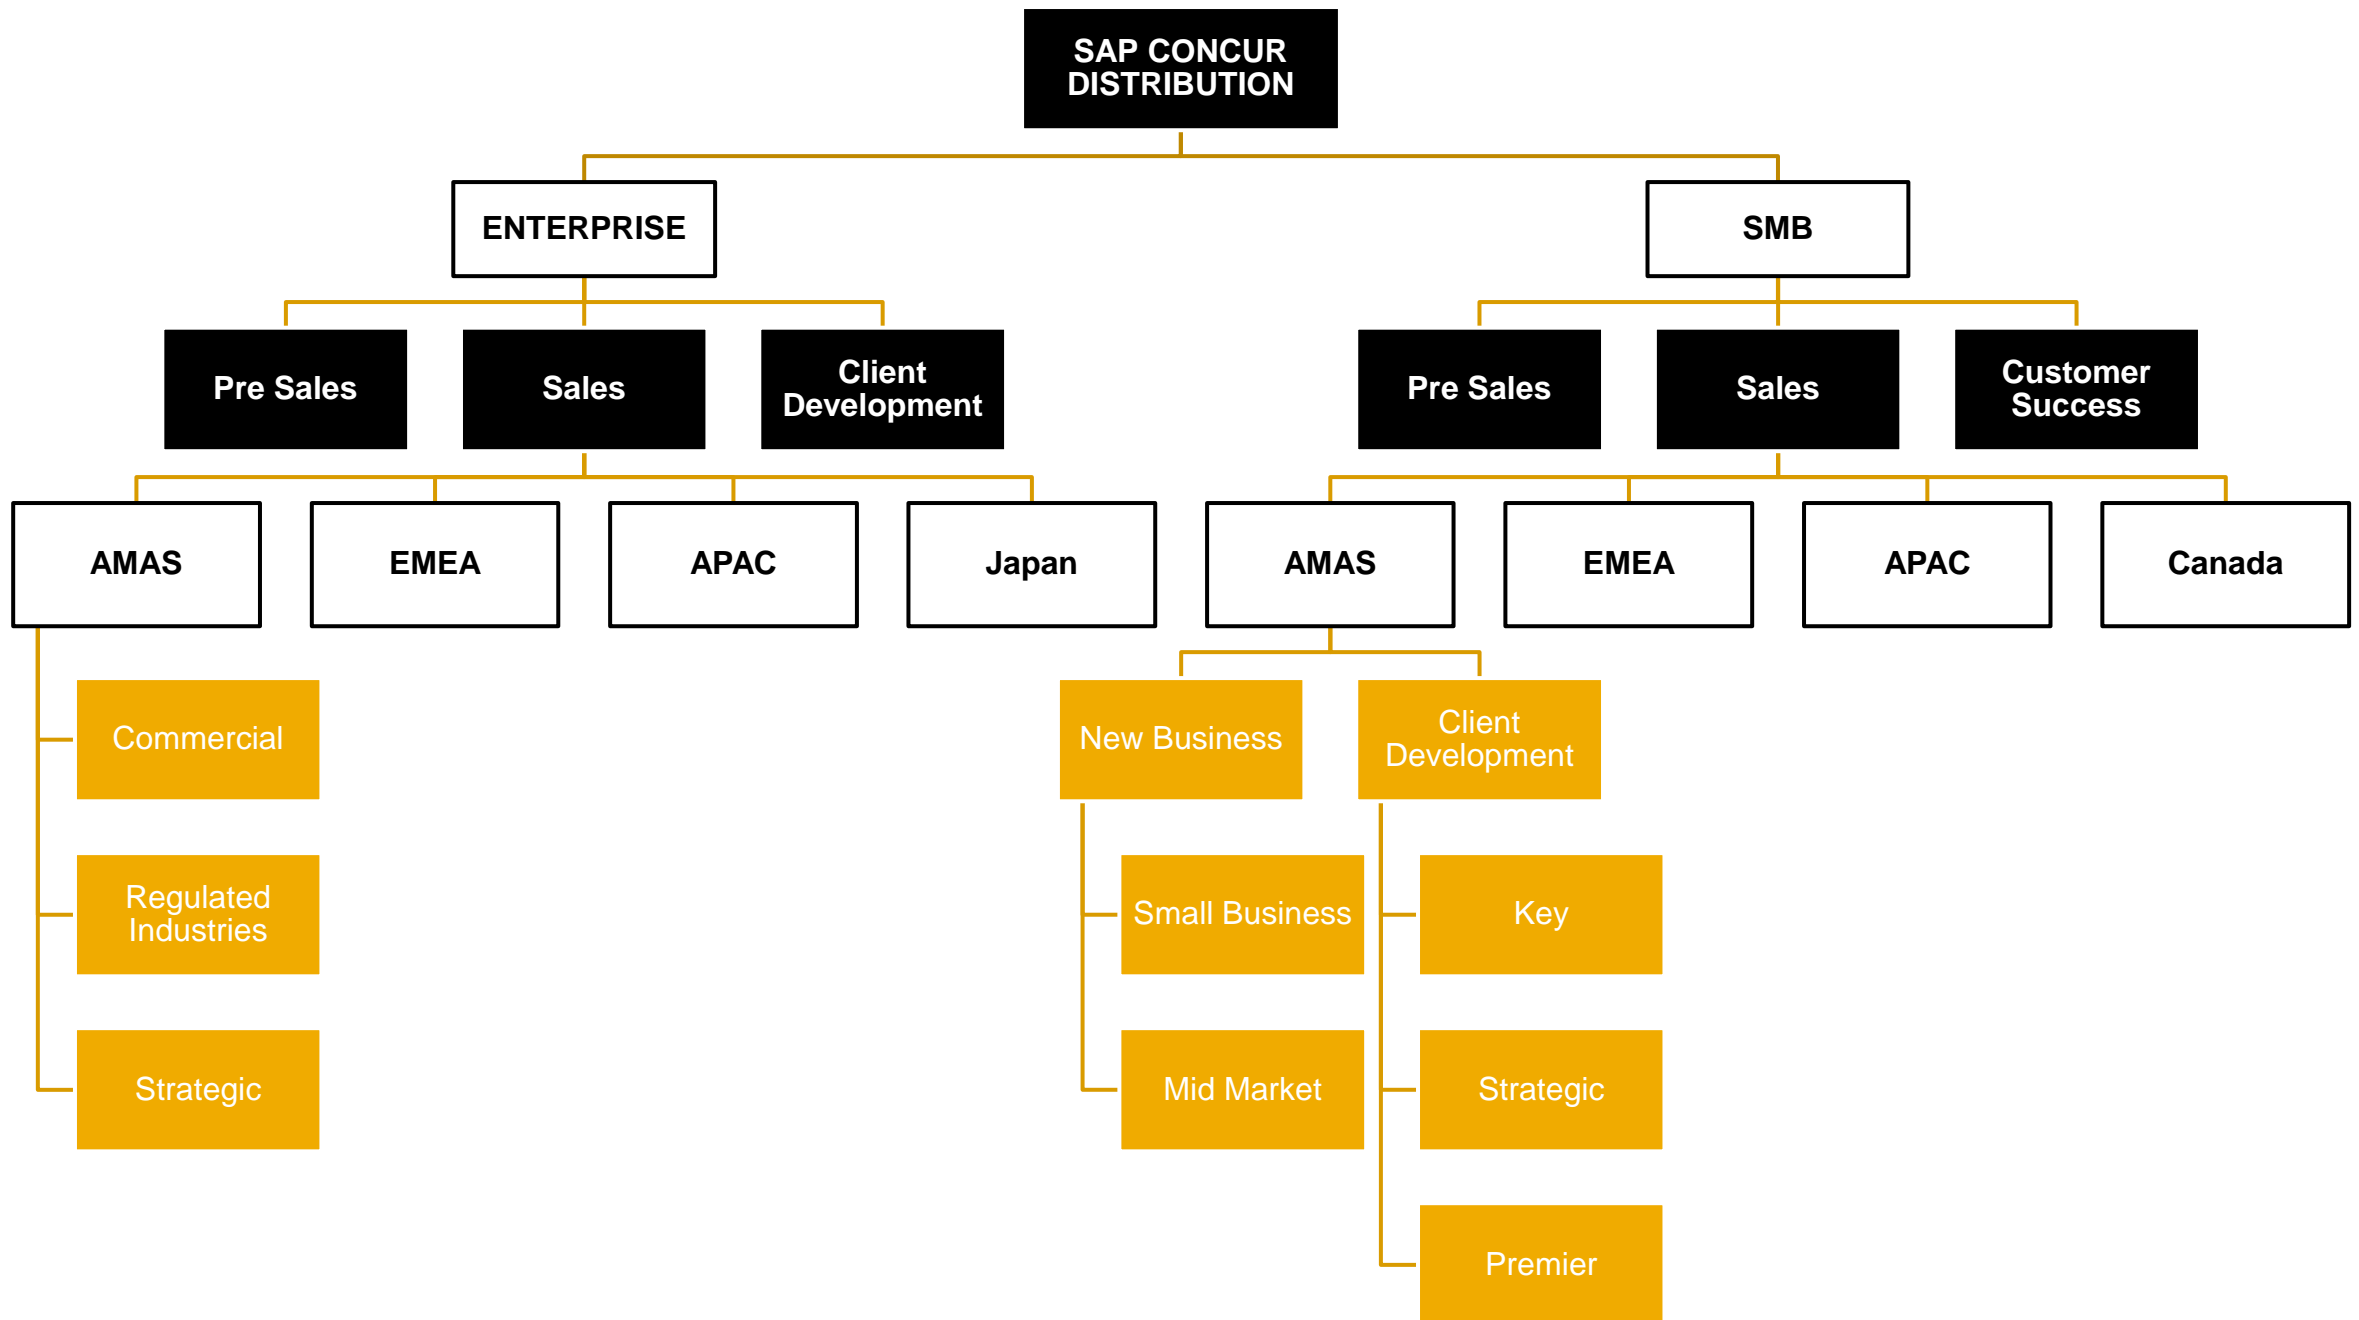 SAP CONCUR
DISTRIBUTION
ENTERPRISE
SMB
Pre Sales
Sales
Client
Development
Pre Sales
Sales
Customer
Success
AMAS
EMEA
APAC
Japan
AMAS
EMEA
APAC
Canada
Commercial
New Business
Client
Development
Regulated
Industries
Small Business
Key
Strategic
Mid Market
Strategic
Premier